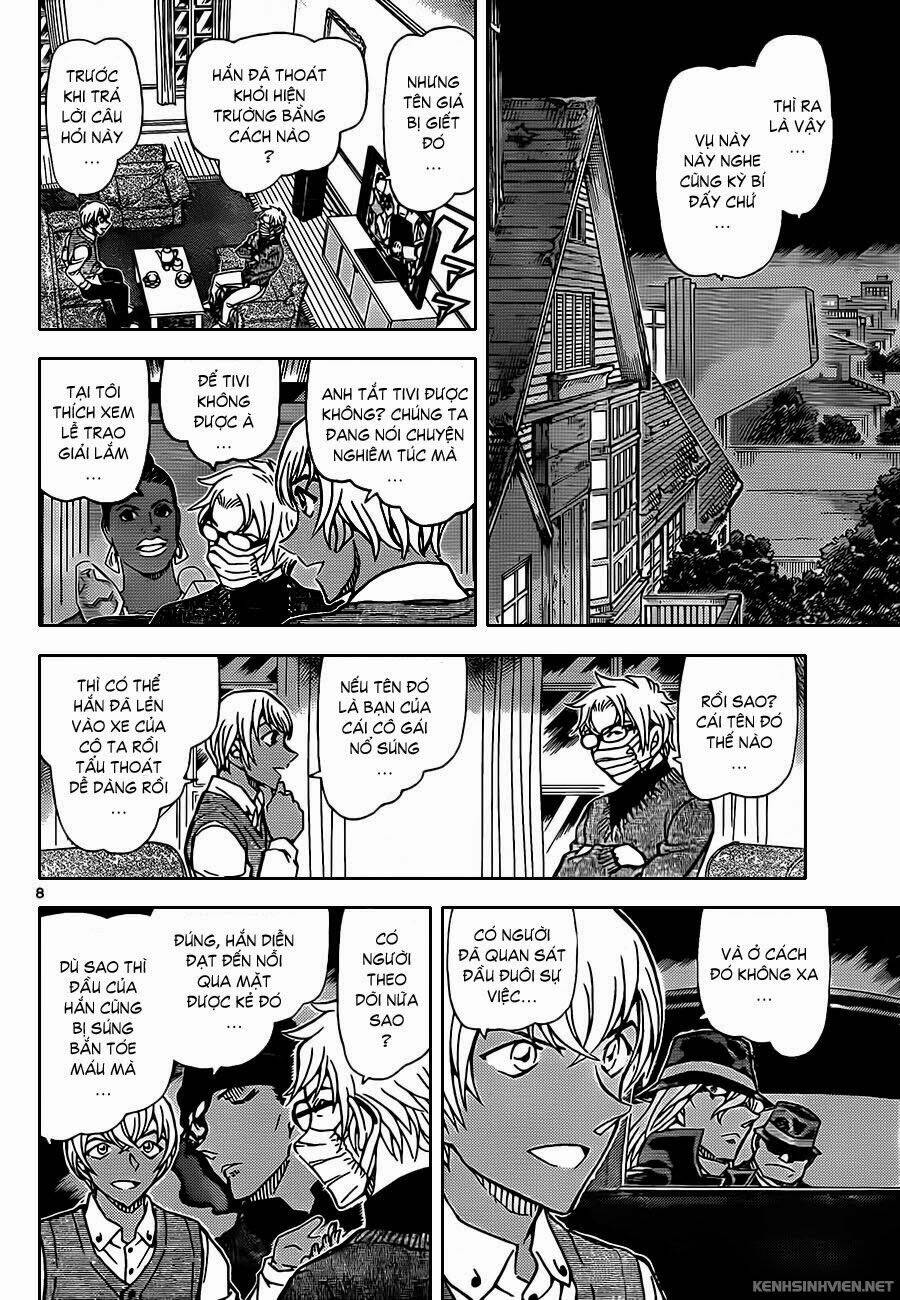 THÌ RA
LÀ VẬY
...
VỤ NÀY
NÀY NGHE
CŨNG KỲ BÍ
ĐẤY CHỨ
...
NHƯNG
TÊN GIẢ
BỊ GIẾT
ĐÓ
...
HẮN ĐÃ THOÁT
KHỎI HIỆN
TRƯỜNG BẰNG
CÁCH NÀO
?
TRƯỚC
KHI TRẢ
LỜI CÂU
HỎI NÀY
...
ANH TẮT TIVI ĐƯỢC
KHÔNG? CHÚNG TA
ĐANG NÓI CHUYỆN
NGHIÊM TÚC MÀ
...
ĐỂ TIVI
KHÔNG
ĐƯỢC À
...
TẠI TÔI
THÍCH XEM
LỄ TRAO
GIẢI LẮM
...
RỒI SAO?
CÁI TÊN ĐÓ
THẾ NÀO
...
NẾU TÊN ĐÓ
LÀ BẠN CỦA
CÁI CÔ GÁI
NỔ SÚNG
...
THÌ CÓ THỂ
HẮN ĐÃ LẺN
VÀO XE CỦA
CÔ TA RỒI
TẨU THOÁT
DỄ DÀNG RỒI
...
8
VÀ Ở CÁCH
ĐÓ KHÔNG XA
...
CÓ NGƯỜI
ĐÃ QUAN SÁT
ĐẦU ĐUÔI SỰ
VIỆC...
CÓ
NGƯỜI
THEO
DÕI NỮA
SAO
?
ĐÚNG, HẮN DIỄN
ĐẠT ĐẾN NỖI
QUA MẶT
ĐƯỢC KẺ ĐÓ
...
DÙ SAO THÌ
ĐẦU CỦA
HẮN CŨNG
BỊ SÚNG
BẮN TÓE
MÁU MÀ
...
KENHSINHVIEN.NET